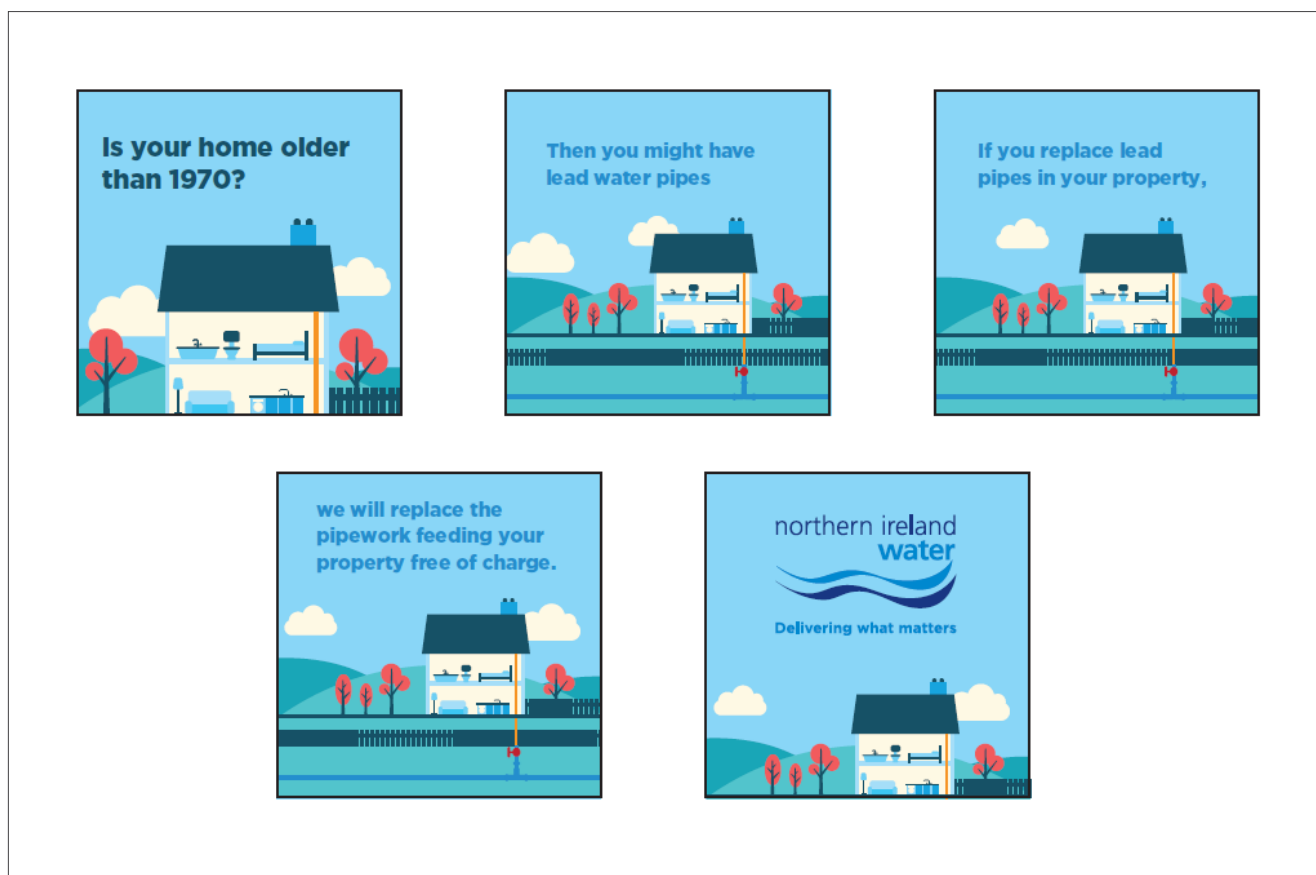 Is your home older
than 1970?
Then you might have
lead water pipes
If you replace lead
pipes in your property,
we will replace the
pipework feeding your
property free of charge.
northern ireland
water
Delivering what matters